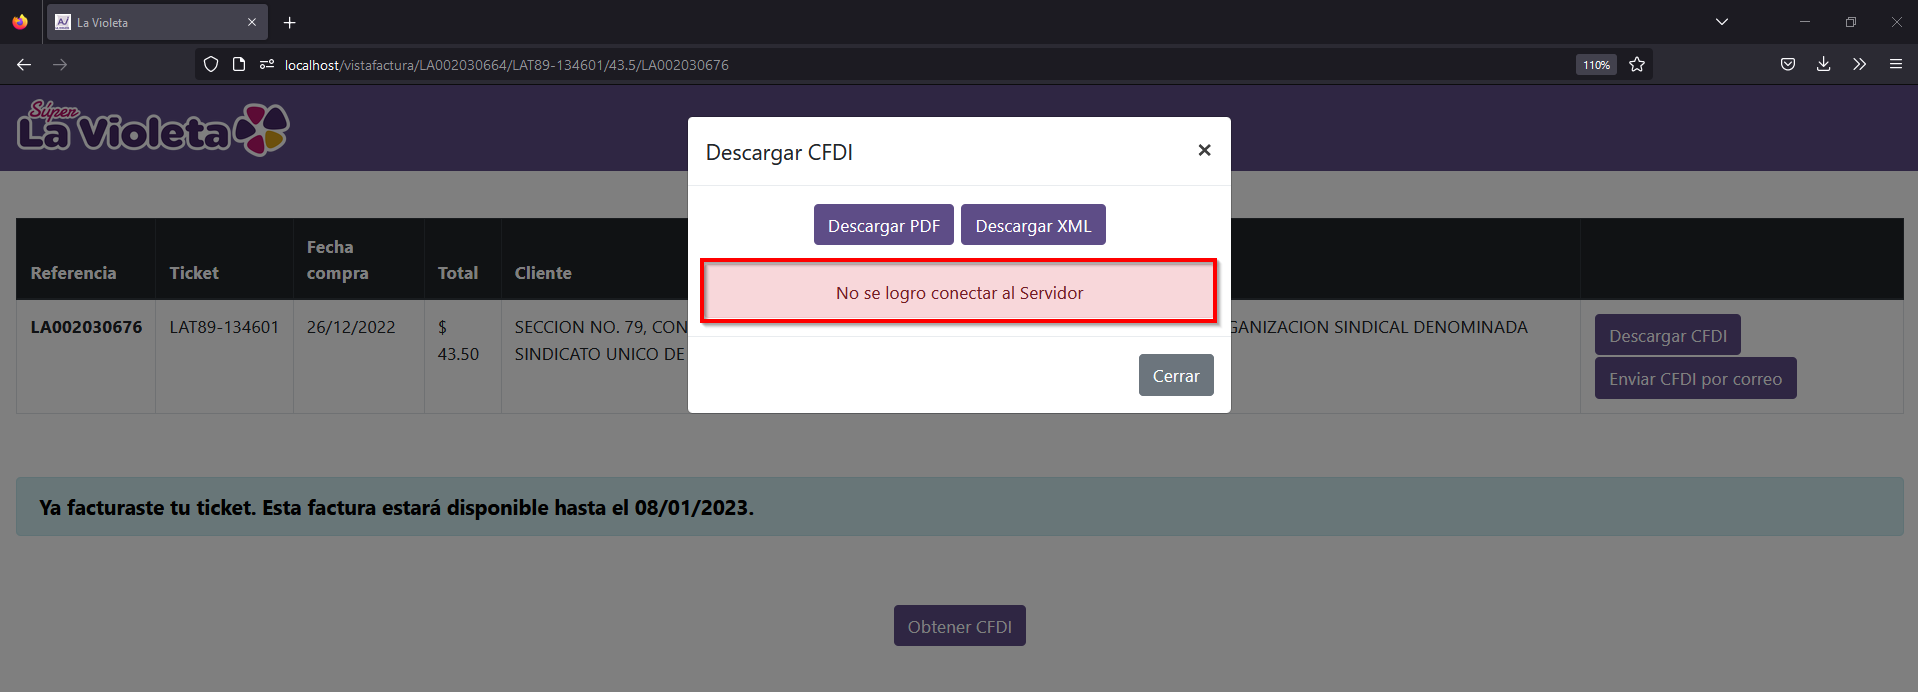 La Violeta
localhost/vistafactura/LA002030664/LAT89-134601/43.5/LA002030676
110%
Súper
La Violeta
Descargar CFDI
×
Descargar PDF
Descargar XML
No se logro conectar al Servidor
Cerrar
Referencia
Ticket
Fecha
compra
Total
Cliente
LA002030676
LAT89-134601
26/12/2022
$
43.50
SECCION NO. 79, CON
GANIZACION SINDICAL DENOMINADA
SINDICATO UNICO DE
Descargar CFDI
Enviar CFDI por correo
Ya facturaste tu ticket. Esta factura estará disponible hasta el 08/01/2023.
Obtener CFDI